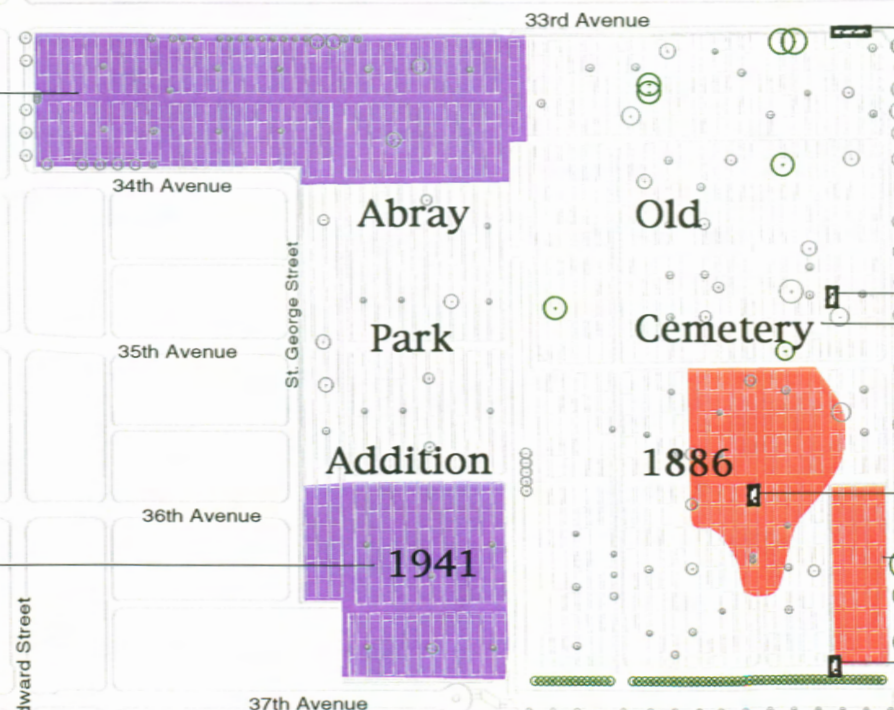 33rd Avenue
34th Avenue
Abray
Old
St. George Street
Park
Cemetery
35th Avenue
Addition
1886
36th Avenue
1941
dward Street
37th Avenue